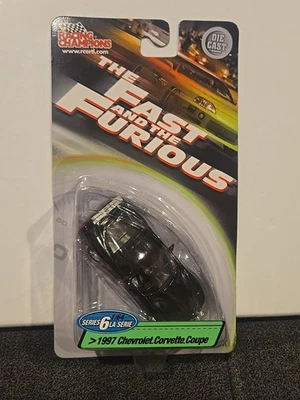 RACING
CHAMPIONS
www.rcertl.com
DIE
CAST
THE FAST
AND THE
FURIOUS
1/64
SERIES 6 LA SÉRIE
>1997 Chevrolet Corvette Coupe